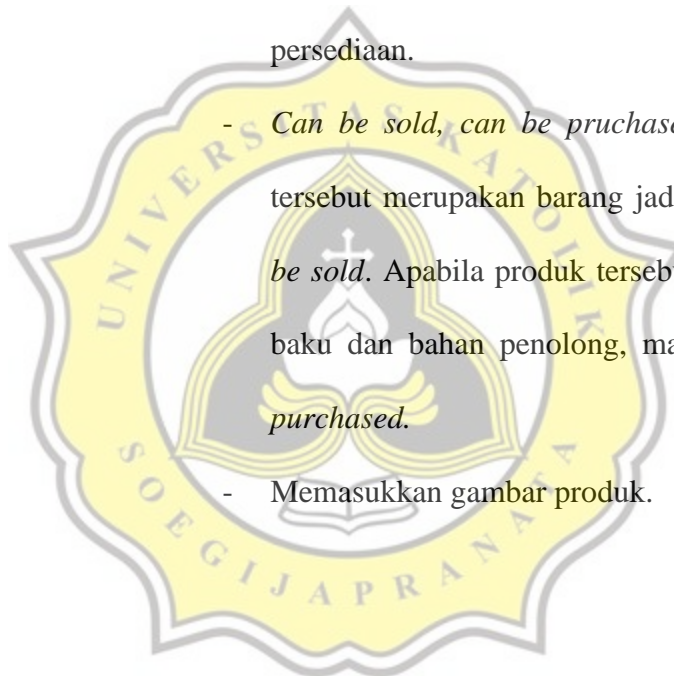 persediaan.
- Can be sold, can be pruchase
tersebut merupakan barang jad
be sold. Apabila produk tersebu
baku dan bahan penolong, ma
purchased.
- Memasukkan gambar produk.
UNIVERSITAS KATOLIK
SOEGIJAPRANATA